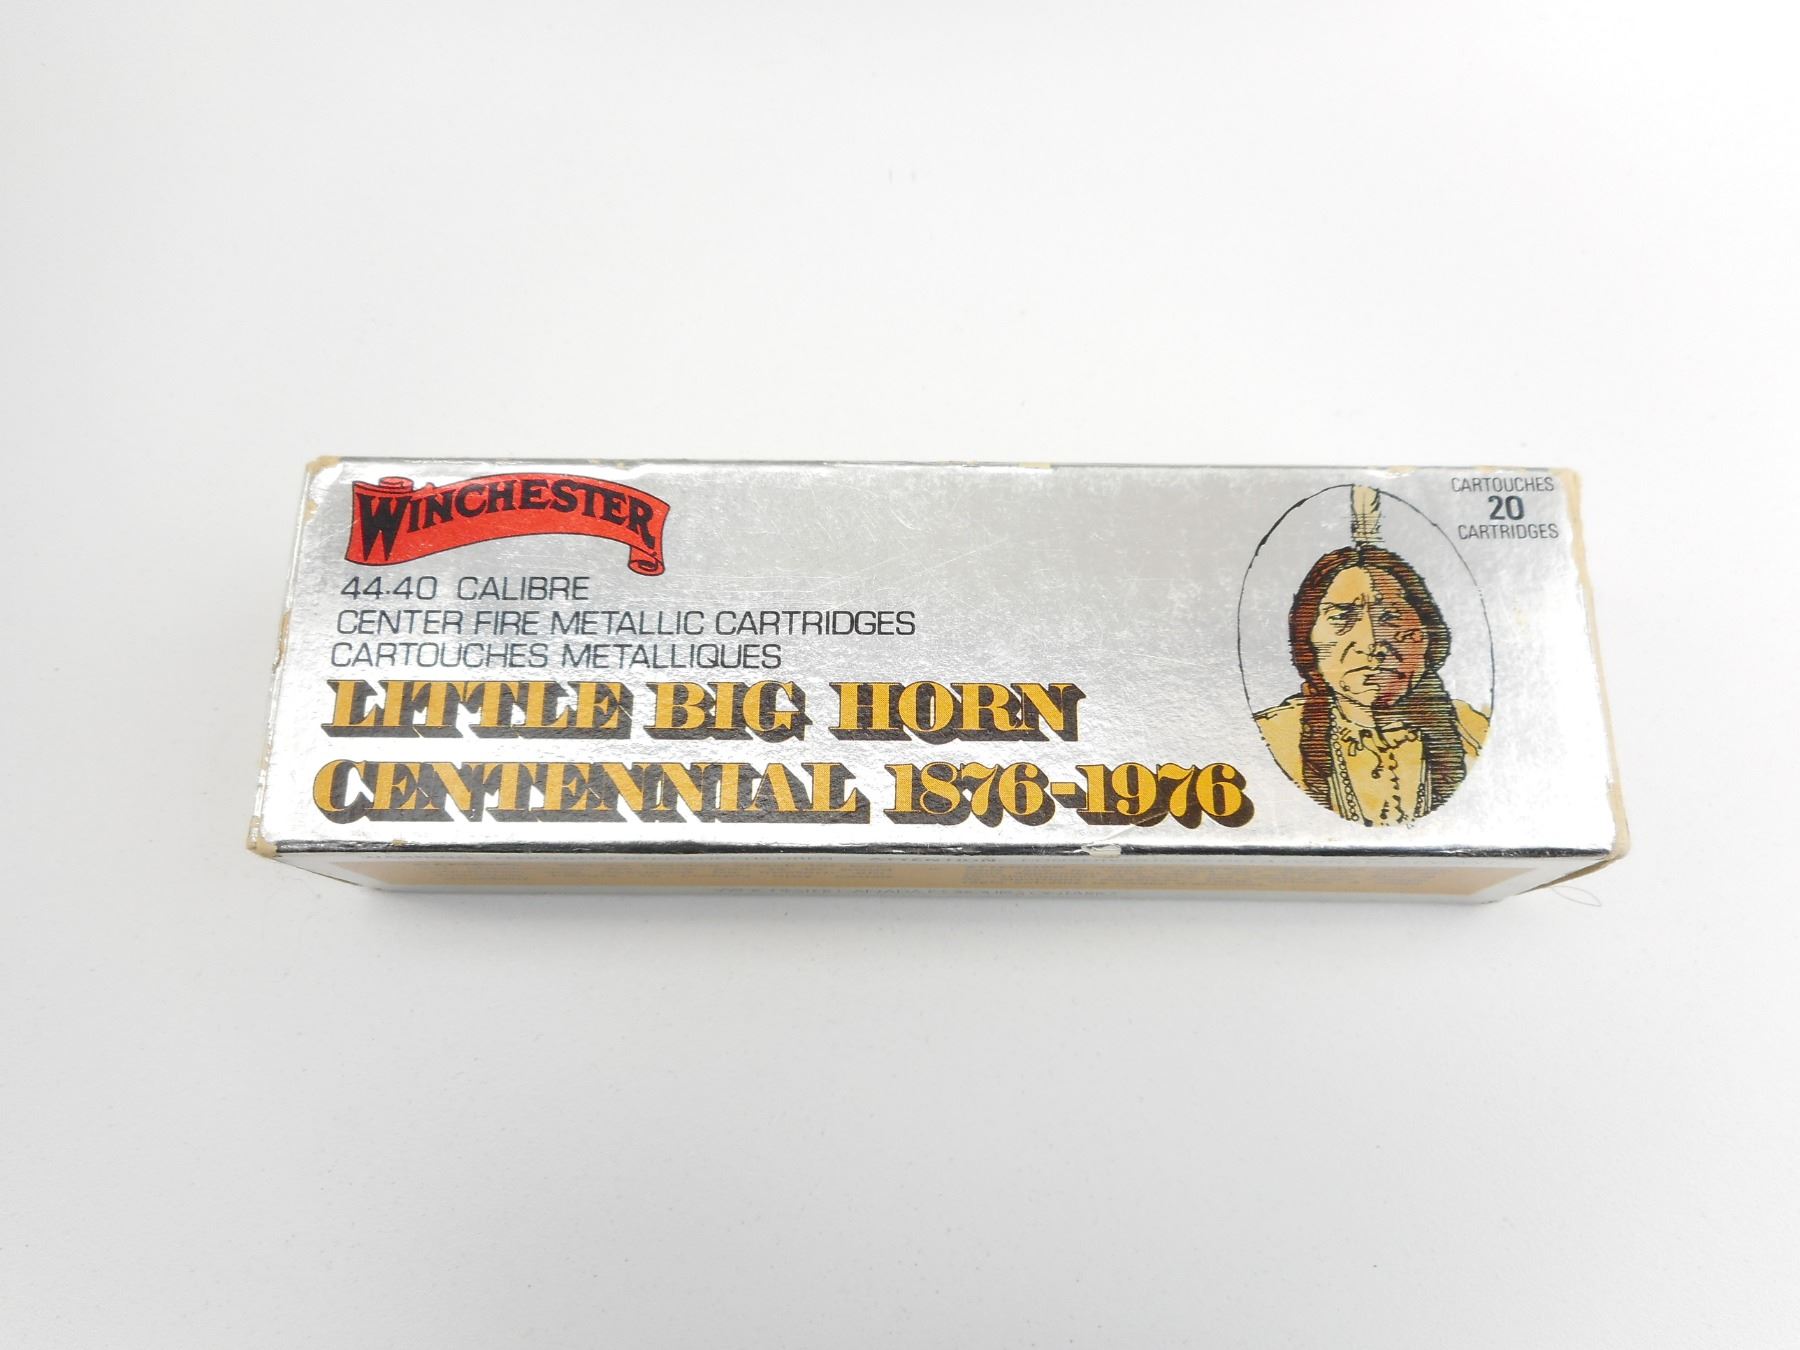 WINCHESTER
44-40 CALIBRE
CENTER FIRE METALLIC CARTRIDGES
CARTOUCHES METALLIQUES
LITTLE BIG HORN
CENTENNIAL 1876-1976
CARTOUCHES
20
CARTRIDGES